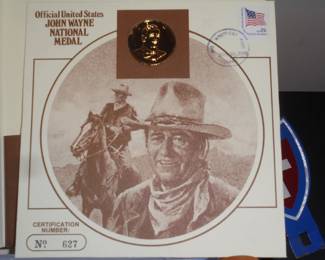 Official United States
JOHN WAYNE
NATIONAL
MEDAL
CERTIFICATION
NUMBER:
Nº 627